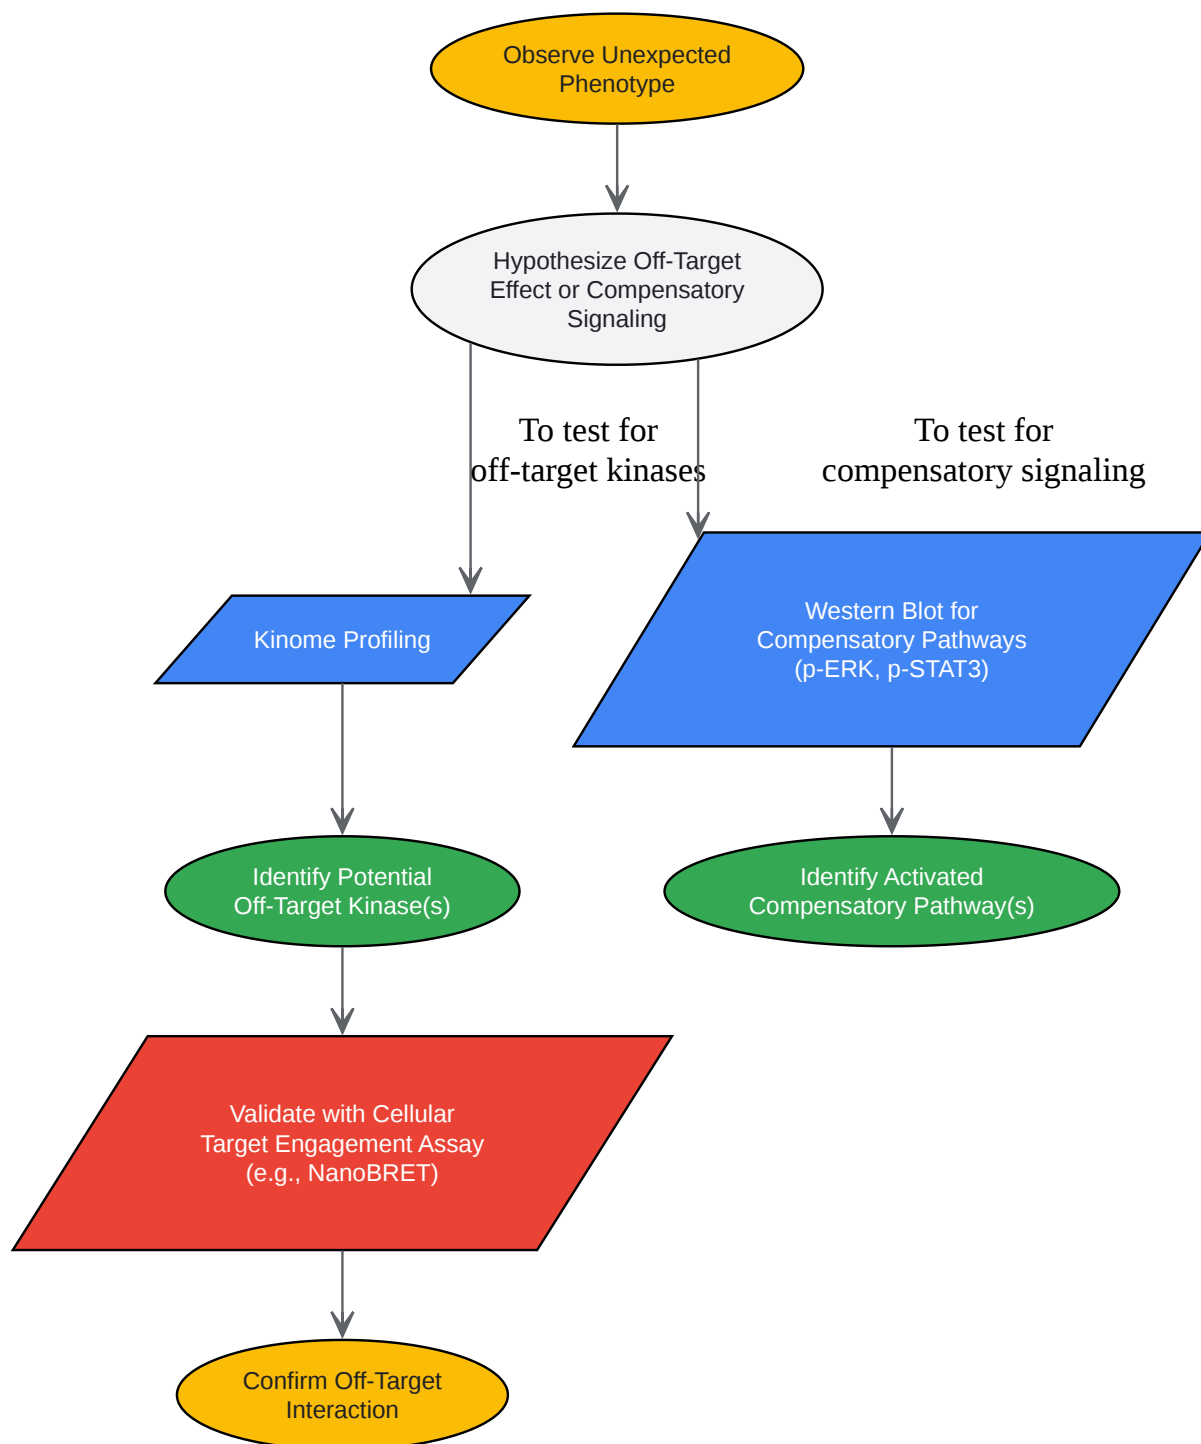 Observe Unexpected
Phenotype
Hypothesize Off-Target
Effect or Compensatory
Signaling
To test for
off-target kinases
To test for
compensatory signaling
Kinome Profiling
Western Blot for
Compensatory Pathways
(p-ERK, p-STAT3)
Identify Potential
Off-Target Kinase(s)
Identify Activated
Compensatory Pathway(s)
Validate with Cellular
Target Engagement Assay
(e.g., NanoBRET)
Confirm Off-Target
Interaction